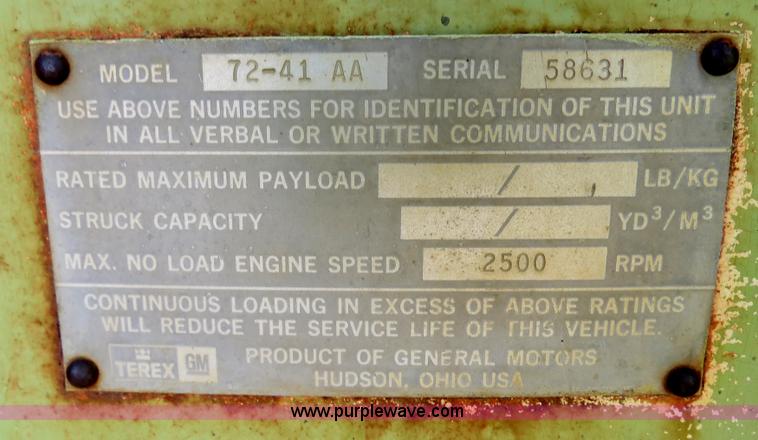 MODEL 72-41 AA SERIAL 58631
USE ABOVE NUMBERS FOR IDENTIFICATION OF THIS UNIT
IN ALL VERBAL OR WRITTEN COMMUNICATIONS
RATED MAXIMUM PAYLOAD / LB/KG
STRUCK CAPACITY / YD³/M³
MAX. NO LOAD ENGINE SPEED 2500 RPM
CONTINUOUS LOADING IN EXCESS OF ABOVE RATINGS
WILL REDUCE THE SERVICE LIFE OF THIS VEHICLE.
TEREX GM PRODUCT OF GENERAL MOTORS
HUDSON, OHIO USA
www.purplewave.com